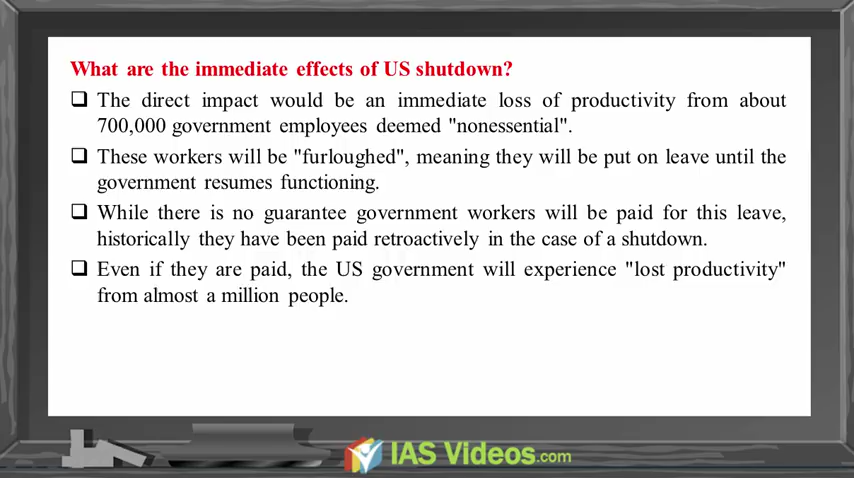 What are the immediate effects of US shutdown?
❑ The direct impact would be an immediate loss of productivity from about
700,000 government employees deemed "nonessential".
❑ These workers will be "furloughed", meaning they will be put on leave until the
government resumes functioning.
❑ While there is no guarantee government workers will be paid for this leave,
historically they have been paid retroactively in the case of a shutdown.
❑ Even if they are paid, the US government will experience "lost productivity"
from almost a million people.
IAS Videos.com